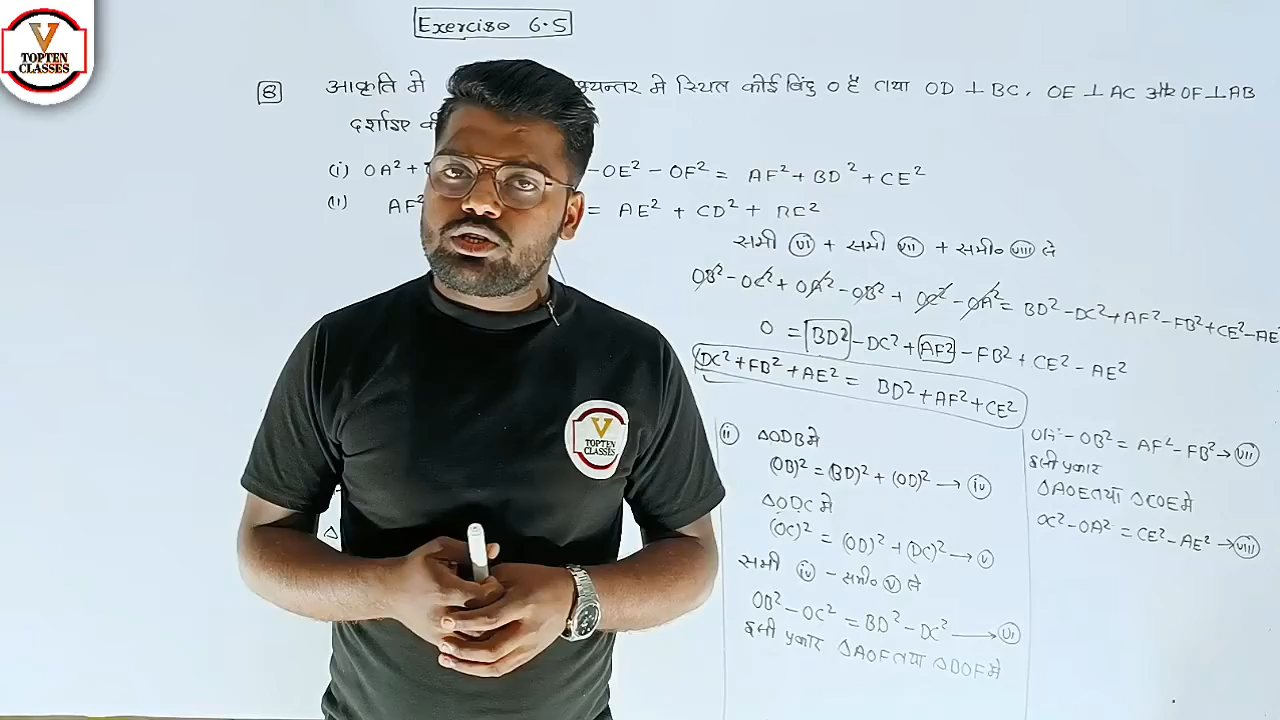 TOPTEN
CLASSES
Exercise 6.5
8 आकृति में भ्यन्तर में स्थित कोई बिंदु O है तथा OD ⊥ BC, OE ⊥ AC और OF ⊥ AB
दर्शाइए
(i) OA² + - OE² - OF² = AF² + BD² + CE²
(ii) AF² = AE² + CD² + BE²
समी (vi) + समी (vii) + समी० (viii) से
OB² - OC² + OA² - OB² + OC² - OA² = BD² - DC² + AF² - FB² + CE² - AE
0 = BD² - DC² + AF² - FB² + CE² - AE²
DC² + FB² + AE² = BD² + AF² + CE²
(ii) ΔODB में
(OB)² = (BD)² + (OD)² → (iv)
ΔODC में
(OC)² = (OD)² + (DC)² → (v)
समी (iv) - समी० (v) से
OB² - OC² = BD² - DC² → (vi)
इसी प्रकार ΔAOF तथा ΔBOF में
OA² - OB² = AF² - FB² → (vii)
इसी प्रकार
ΔAOE तथा ΔCOE में
OC² - OA² = CE² - AE² → (viii)
TOPTEN
CLASSES